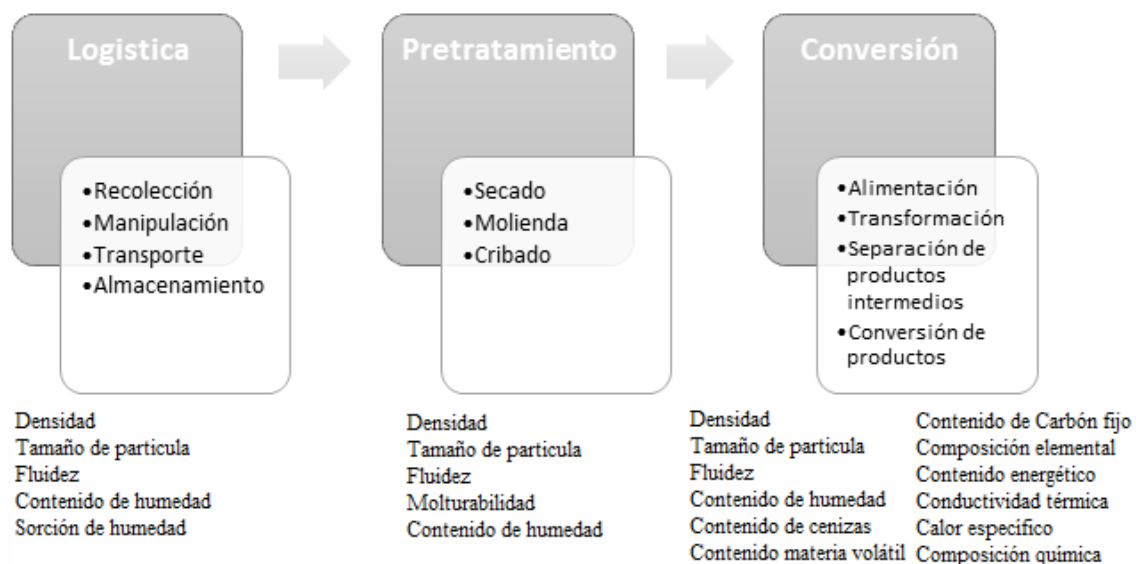 Logistica
•Recolección
•Manipulación
•Transporte
•Almacenamiento
Densidad
Tamaño de particula
Fluidez
Contenido de humedad
Sorción de humedad
Pretratamiento
•Secado
•Molienda
•Cribado
Densidad
Tamaño de particula
Fluidez
Molturabilidad
Contenido de humedad
Conversión
•Alimentación
•Transformación
•Separación de
productos
intermedios
•Conversión de
productos
Densidad
Tamaño de particula
Fluidez
Contenido de humedad
Contenido de cenizas
Contenido materia volátil
Contenido de Carbón fijo
Composición elemental
Contenido energético
Conductividad térmica
Calor específico
Composición química